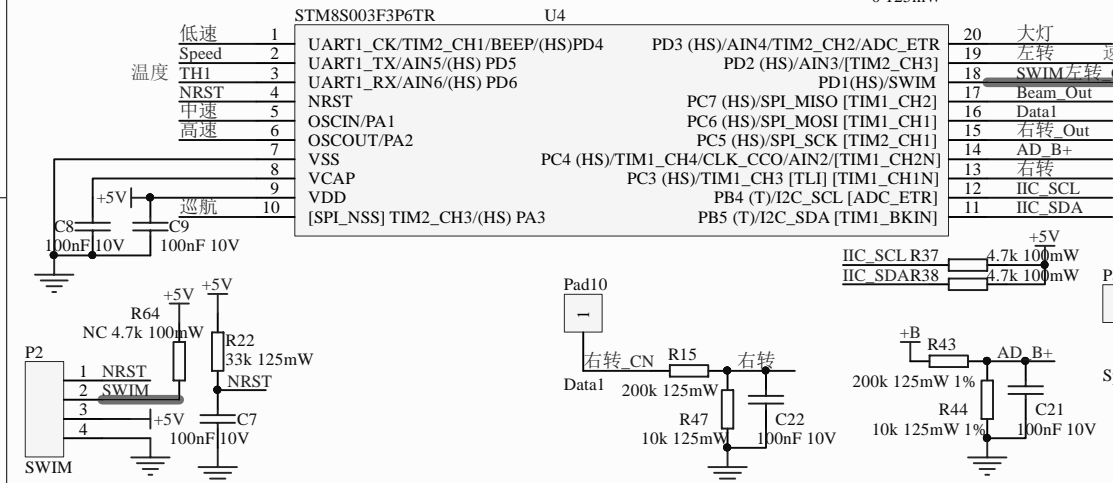 STM8S003F3P6TR U4
低速 1 UART1_CK/TIM2_CH1/BEEP/(HS)PD4 PD3 (HS)/AIN4/TIM2_CH2/ADC_ETR 20 大灯
Speed 2 UART1_TX/AIN5/(HS) PD5 PD2 (HS)/AIN3/[TIM2_CH3] 19 左转
温度 TH1 3 UART1_RX/AIN6/(HS) PD6 PD1(HS)/SWIM 18 SWIM左转
NRST 4 NRST PC7 (HS)/SPI_MISO [TIM1_CH2] 17 Beam_Out
中速 5 OSCIN/PA1 PC6 (HS)/SPI_MOSI [TIM1_CH1] 16 Data1
高速 6 OSCOUT/PA2 PC5 (HS)/SPI_SCK [TIM2_CH1] 15 右转_Out
7 VSS PC4 (HS)/TIM1_CH4/CLK_CCO/AIN2/[TIM1_CH2N] 14 AD_B+
8 VCAP PC3 (HS)/TIM1_CH3 [TLI] [TIM1_CH1N] 13 右转
+5V 9 VDD PB4 (T)/I2C_SCL [ADC_ETR] 12 IIC_SCL
巡航 10 [SPI_NSS] TIM2_CH3/(HS) PA3 PB5 (T)/I2C_SDA [TIM1_BKIN] 11 IIC_SDA
C8 C9
100nF 10V 100nF 10V
+5V
IIC_SCL R37 4.7k 100mW
IIC_SDA R38 4.7k 100mW
+5V +5V
R64
NC 4.7k 100mW
R22
33k 125mW
P2
1 NRST
2 SWIM
3 +5V
4
SWIM
NRST
C7
100nF 10V
Pad10
1
右转_CN R15 右转
Data1 200k 125mW
R47 C22
10k 125mW 100nF 10V
+B R43 AD_B+
200k 125mW 1%
R44 C21
10k 125mW 1% 100nF 10V